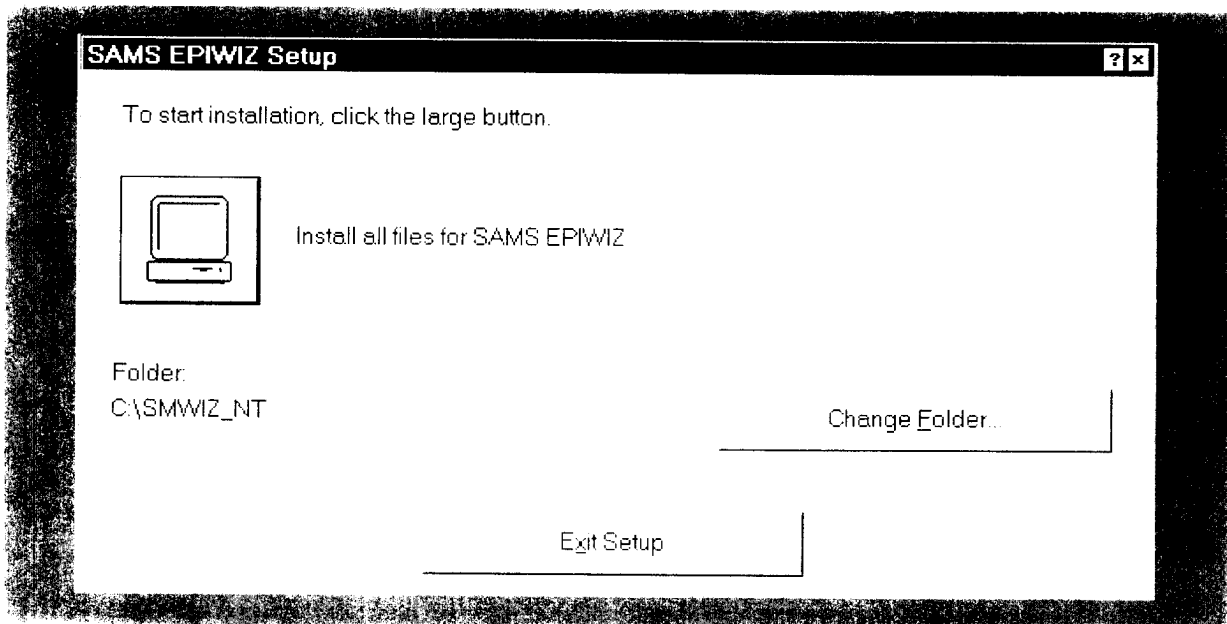 SAMS EPIWIZ Setup
To start installation, click the large button.
Install all files for SAMS EPIWIZ
Folder:
C:\SMWIZ_NT
Change Folder...
Exit Setup